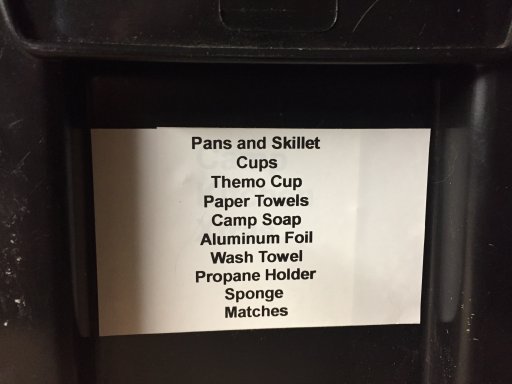 Pans and Skillet
Cups
Themo Cup
Paper Towels
Camp Soap
Aluminum Foil
Wash Towel
Propane Holder
Sponge
Matches